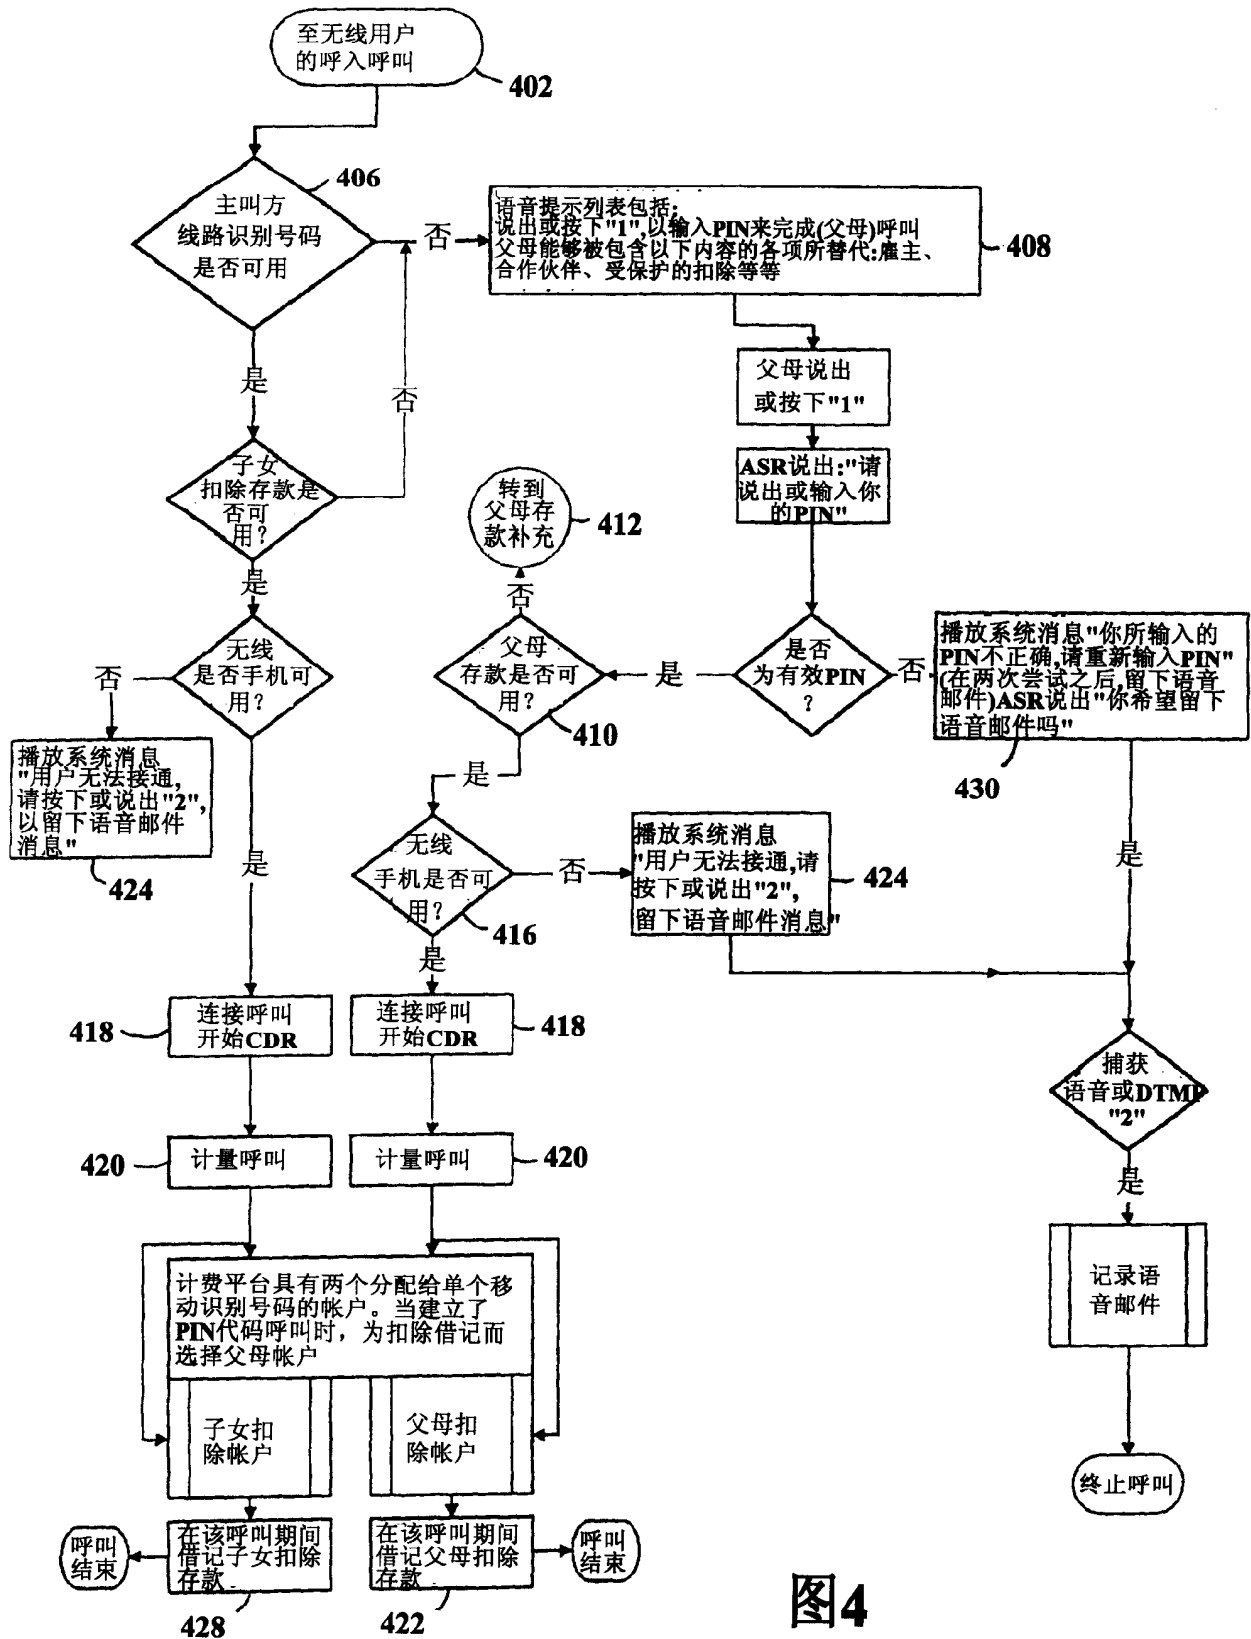 至无线用户
的呼入呼叫
402
406
主叫方
线路识别号码
是否可用
否
语音提示列表包括:
说出或按下"1",以输入PIN来完成(父母)呼叫
父母能够被包含以下内容的各项所替代:雇主、
合作伙伴、受保护的扣除等等
408
是
否
父母说出
或按下"1"
子女
扣除存款是
否可
用?
转到
父母存
款补充
412
ASR说出:"请
说出或输入你
的PIN"
是
否
无线
是否手机可
用?
否
父母
存款是否可
用?
410
是
是否
为有效PIN
?
否
播放系统消息"你所输入的
PIN不正确,请重新输入PIN"
(在两次尝试之后,留下语音
邮件)ASR说出"你希望留下
语音邮件吗"
430
播放系统消息
"用户无法接通,
请按下或说出"2",
以留下语音邮件
消息"
424
是
是
无线
手机是否可
用?
416
否
播放系统消息
"用户无法接通,请
按下或说出"2",
留下语音邮件消息"
424
是
是
418
连接呼叫
开始CDR
连接呼叫
开始CDR
418
捕获
语音或DTMF
"2"
420
计量呼叫
计量呼叫
420
是
记录语
音邮件
计费平台具有两个分配给单个移
动识别号码的帐户。当建立了
PIN代码呼叫时，为扣除借记而
选择父母帐户
子女扣
除帐户
父母扣
除帐户
终止呼叫
呼叫
结束
在该呼叫期间
借记子女扣除
存款
428
在该呼叫期间
借记父母扣除
存款
422
呼叫
结束
图4